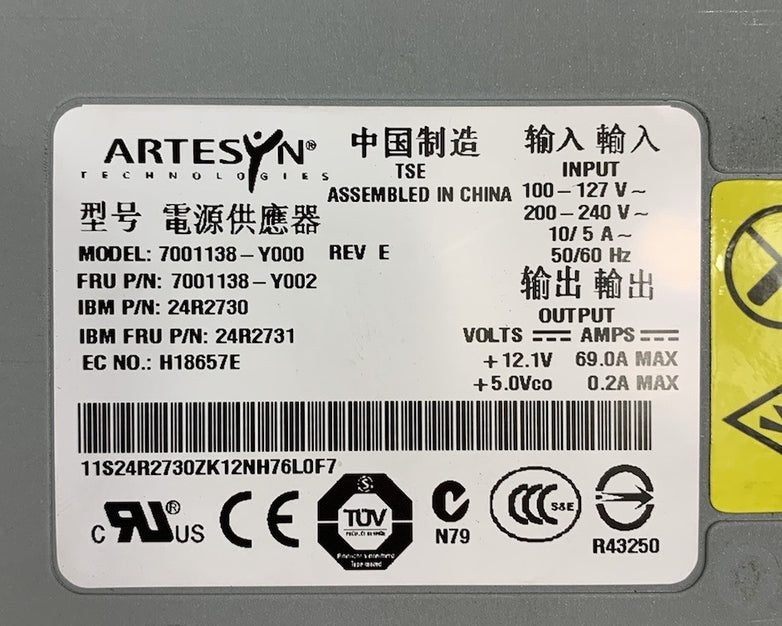 ARTESYN®
TECHNOLOGIES
中国制造
TSE
ASSEMBLED IN CHINA
输入 輸入
INPUT
100–127 V~
200–240 V~
10/ 5 A~
50/60 Hz
型号 電源供應器
MODEL: 7001138–Y000 REV E
FRU P/N: 7001138–Y002
IBM P/N: 24R2730
IBM FRU P/N: 24R2731
EC NO.: H18657E
输出 輸出
OUTPUT
VOLTS AMPS
+12.1V 69.0A MAX
+5.0Vco 0.2A MAX
11S24R2730ZK12NH76L0F7
c RU® US
CE
S
TÜV
N79
CCC S&E
R43250